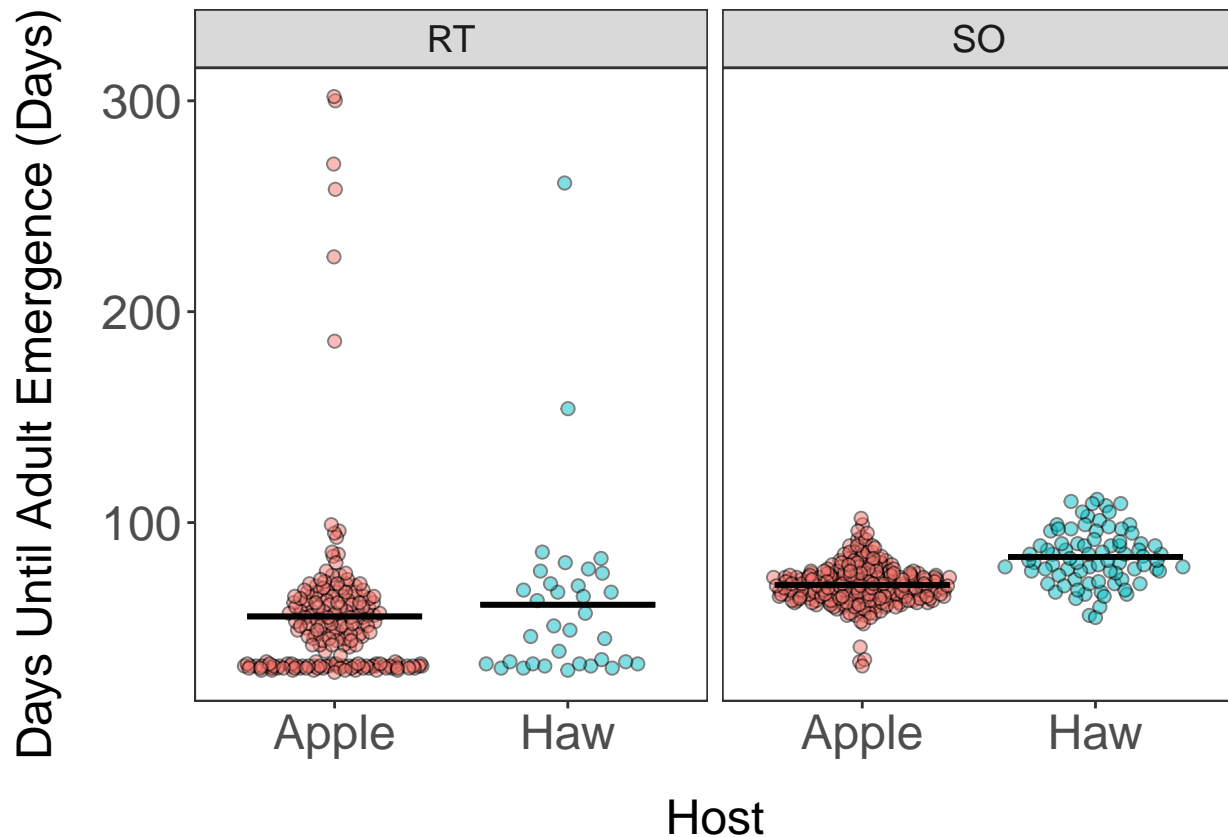 RT
SO
Days Until Adult Emergence (Days)
300
200
100
Apple
Haw
Apple
Haw
Host